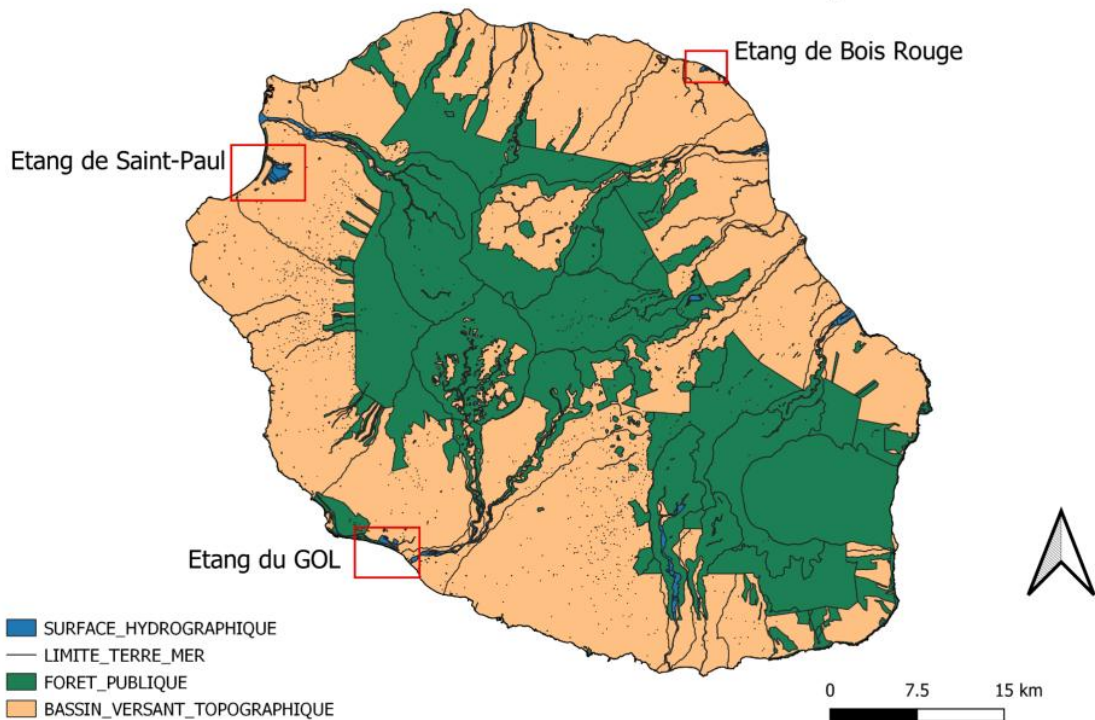 Etang de Bois Rouge
Etang de Saint-Paul
Etang du GOL
SURFACE_HYDROGRAPHIQUE
LIMITE_TERRE_MER
FORET_PUBLIQUE
BASSIN_VERSANT_TOPOGRAPHIQUE
0 7.5 15 km